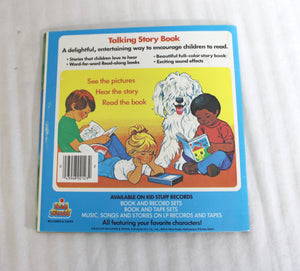 Talking Story Book
A delightful, entertaining way to encourage children to read.
• Stories that children love to hear
• Word-for-word Read-along books
• Beautiful full-color story book
• Exciting sound effects
See the pictures
Hear the story
Read the book
AVAILABLE ON KID STUFF RECORDS
BOOK AND RECORD SETS
BOOK AND TAPE SETS
MUSIC, SONGS AND STORIES ON LP RECORDS AND TAPES
All featuring your favorite characters!